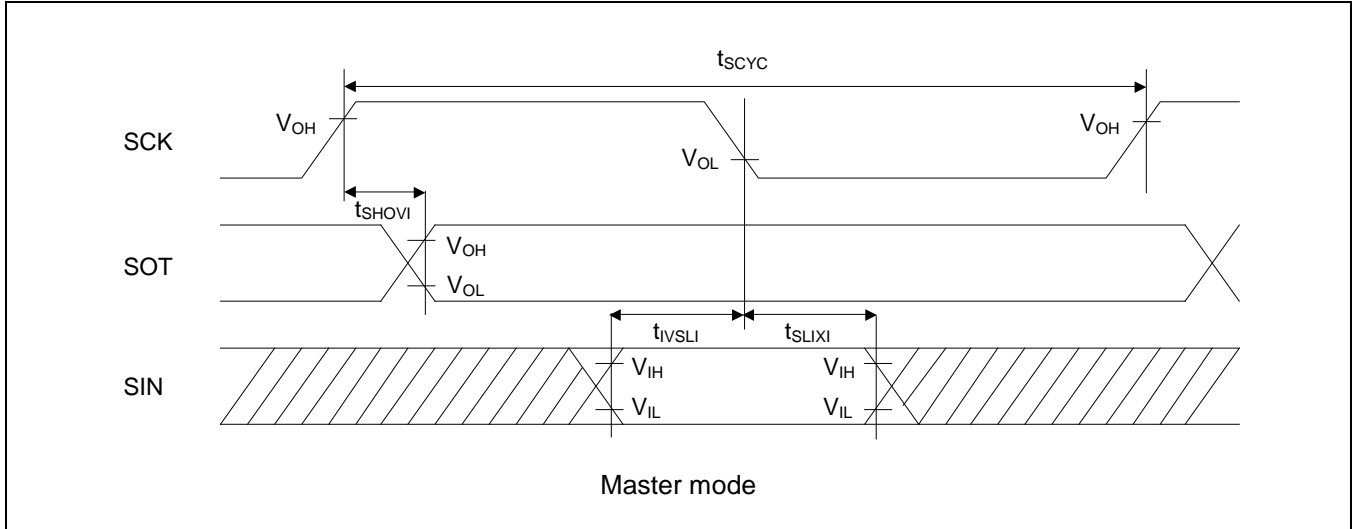 tSCYC
SCK
VOH
VOL
VOH
tSHOVI
SOT
VOH
VOL
tIVSLI
tSLIXI
SIN
VIH
VIH
VIL
VIL
Master mode